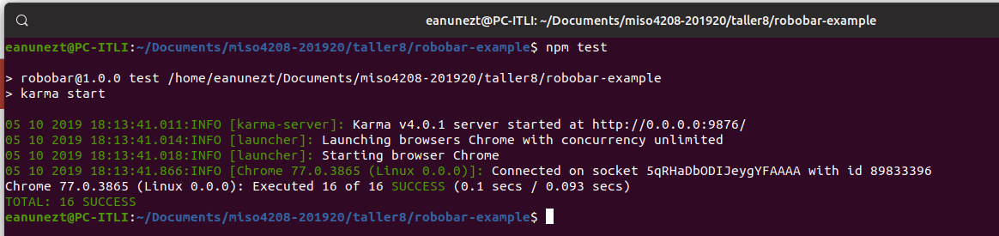 eanunezt@PC-ITLI: ~/Documents/miso4208-201920/taller8/robobar-example
eanunezt@PC-ITLI:~/Documents/miso4208-201920/taller8/robobar-example$ npm test
> robobar@1.0.0 test /home/eanunezt/Documents/miso4208-201920/taller8/robobar-example
> karma start
05 10 2019 18:13:41.011:INFO [karma-server]: Karma v4.0.1 server started at http://0.0.0.0:9876/
05 10 2019 18:13:41.014:INFO [launcher]: Launching browsers Chrome with concurrency unlimited
05 10 2019 18:13:41.018:INFO [launcher]: Starting browser Chrome
05 10 2019 18:13:41.866:INFO [Chrome 77.0.3865 (Linux 0.0.0)]: Connected on socket 5qRHaDbODIJeygYFAAAA with id 89833396
Chrome 77.0.3865 (Linux 0.0.0): Executed 16 of 16 SUCCESS (0.1 secs / 0.093 secs)
TOTAL: 16 SUCCESS
eanunezt@PC-ITLI:~/Documents/miso4208-201920/taller8/robobar-example$